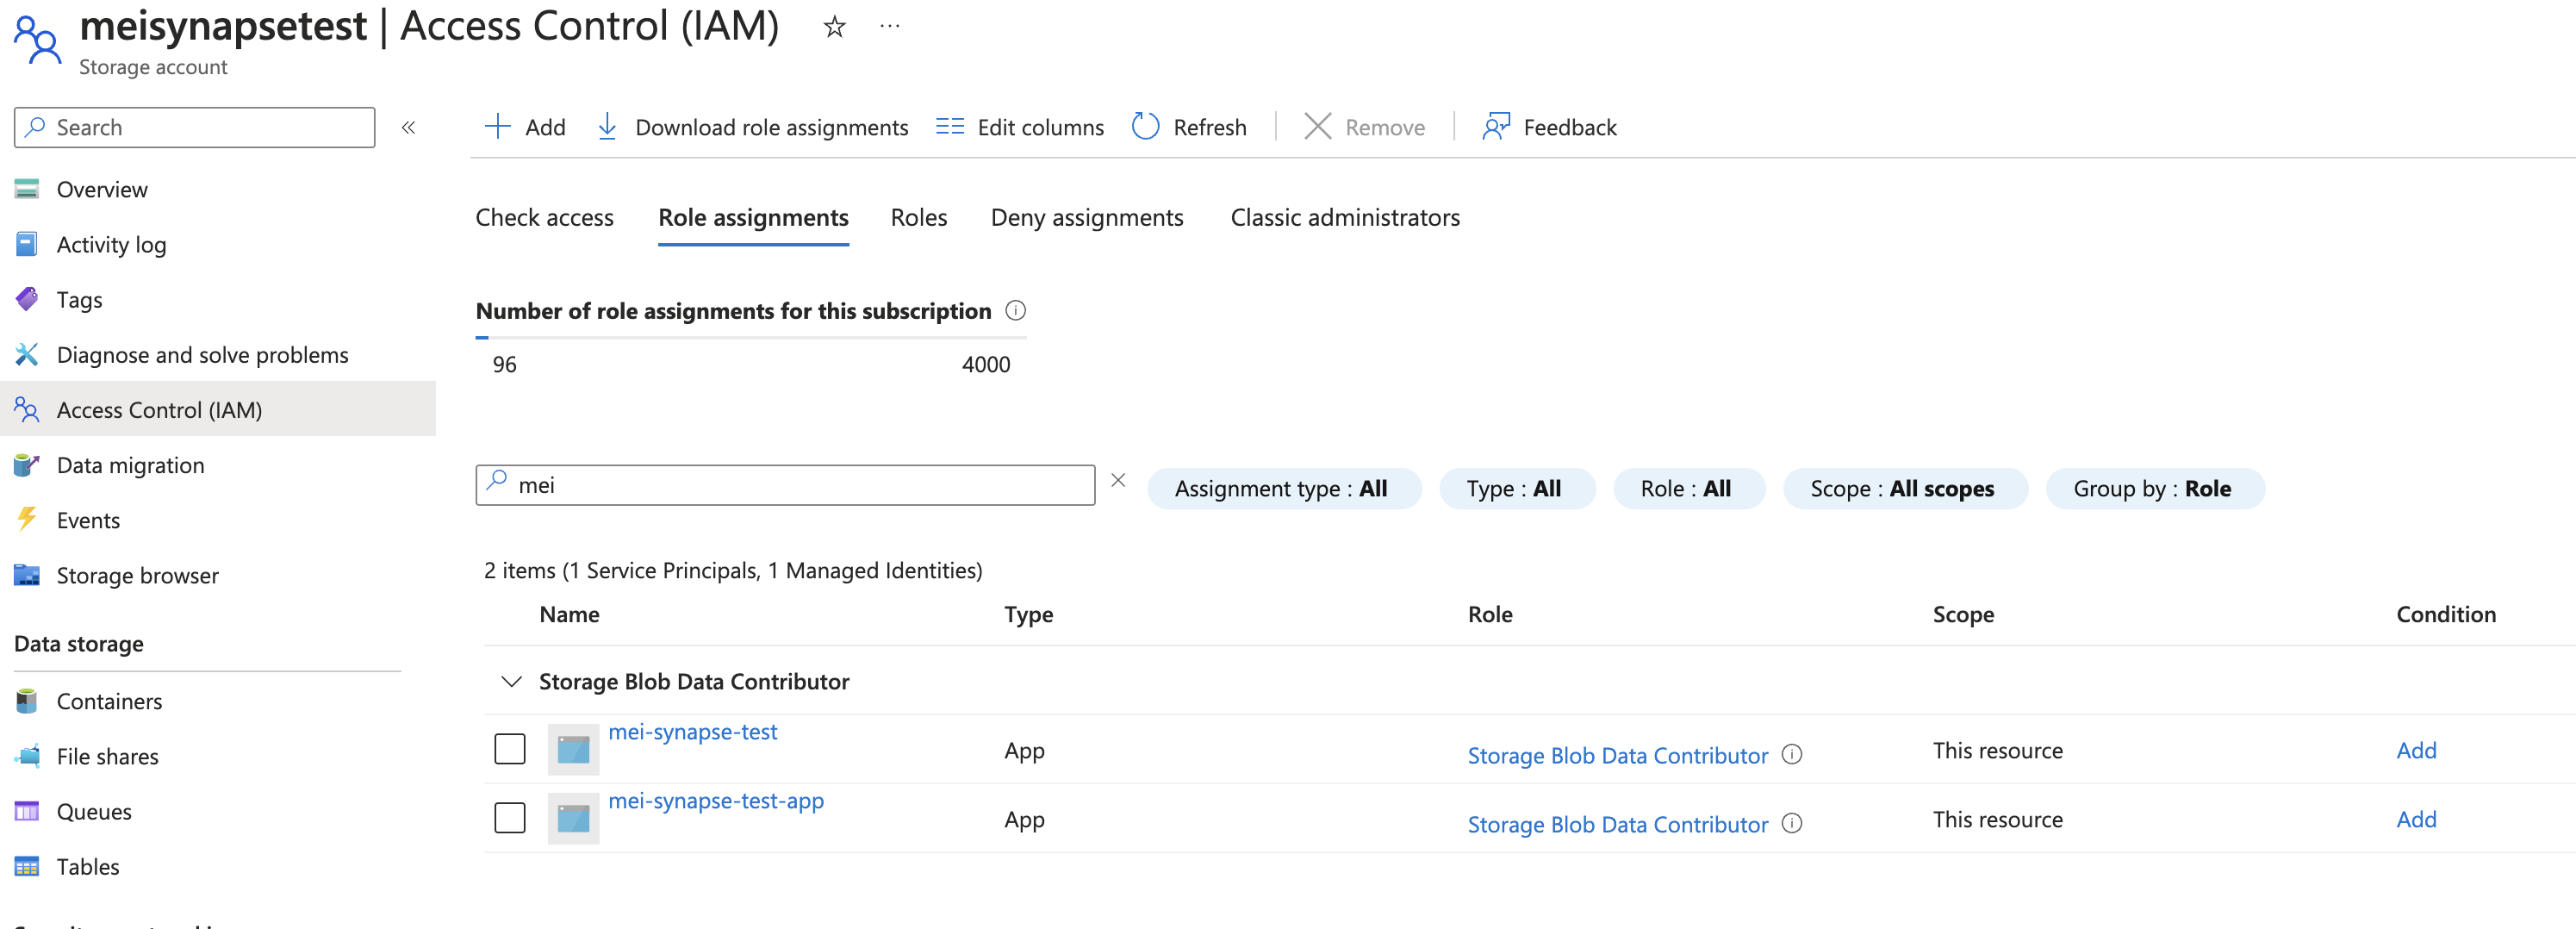 meisynapsetest | Access Control (IAM) ☆ ...
Storage account
Search «
+ Add Download role assignments Edit columns Refresh Remove Feedback
Overview
Activity log
Tags
Diagnose and solve problems
Access Control (IAM)
Data migration
Events
Storage browser
Data storage
Containers
File shares
Queues
Tables
Check access Role assignments Roles Deny assignments Classic administrators
Number of role assignments for this subscription
96 4000
mei
Assignment type : All Type : All Role : All Scope : All scopes Group by : Role
2 items (1 Service Principals, 1 Managed Identities)
Name Type Role Scope Condition
Storage Blob Data Contributor
mei-synapse-test App Storage Blob Data Contributor This resource Add
mei-synapse-test-app App Storage Blob Data Contributor This resource Add